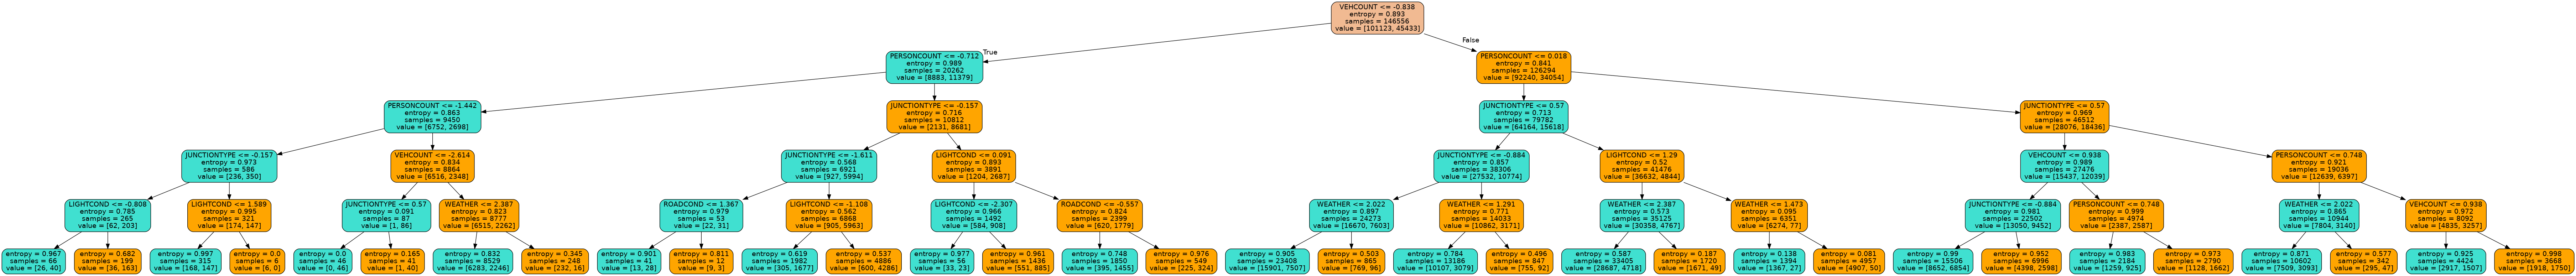 VEHCOUNT <= -0.838
entropy = 0.893
samples = 146556
value = [101123, 45433]
True
False
PERSONCOUNT <= -0.712
entropy = 0.989
samples = 20262
value = [8883, 11379]
PERSONCOUNT <= 0.018
entropy = 0.841
samples = 126294
value = [92240, 34054]
PERSONCOUNT <= -1.442
entropy = 0.863
samples = 9450
value = [6752, 2698]
JUNCTIONTYPE <= -0.157
entropy = 0.716
samples = 10812
value = [2131, 8681]
JUNCTIONTYPE <= 0.57
entropy = 0.713
samples = 79782
value = [64164, 15618]
JUNCTIONTYPE <= 0.57
entropy = 0.969
samples = 46512
value = [28076, 18436]
JUNCTIONTYPE <= -0.157
entropy = 0.973
samples = 586
value = [236, 350]
VEHCOUNT <= -2.614
entropy = 0.834
samples = 8864
value = [6516, 2348]
JUNCTIONTYPE <= -1.611
entropy = 0.568
samples = 6921
value = [927, 5994]
LIGHTCOND <= 0.091
entropy = 0.893
samples = 3891
value = [1204, 2687]
JUNCTIONTYPE <= -0.884
entropy = 0.857
samples = 38306
value = [27532, 10774]
LIGHTCOND <= 1.29
entropy = 0.52
samples = 41476
value = [36632, 4844]
VEHCOUNT <= 0.938
entropy = 0.989
samples = 27476
value = [15437, 12039]
PERSONCOUNT <= 0.748
entropy = 0.921
samples = 19036
value = [12639, 6397]
LIGHTCOND <= -0.808
entropy = 0.785
samples = 265
value = [62, 203]
LIGHTCOND <= 1.589
entropy = 0.995
samples = 321
value = [174, 147]
JUNCTIONTYPE <= 0.57
entropy = 0.091
samples = 87
value = [1, 86]
WEATHER <= 2.387
entropy = 0.823
samples = 8777
value = [6515, 2262]
ROADCOND <= 1.367
entropy = 0.979
samples = 53
value = [22, 31]
LIGHTCOND <= -1.108
entropy = 0.562
samples = 6868
value = [905, 5963]
LIGHTCOND <= -2.307
entropy = 0.966
samples = 1492
value = [584, 908]
ROADCOND <= -0.557
entropy = 0.824
samples = 2399
value = [620, 1779]
WEATHER <= 2.022
entropy = 0.897
samples = 24273
value = [16670, 7603]
WEATHER <= 1.291
entropy = 0.771
samples = 14033
value = [10862, 3171]
WEATHER <= 2.387
entropy = 0.573
samples = 35125
value = [30358, 4767]
WEATHER <= 1.473
entropy = 0.095
samples = 6351
value = [6274, 77]
JUNCTIONTYPE <= -0.884
entropy = 0.981
samples = 22502
value = [13050, 9452]
PERSONCOUNT <= 0.748
entropy = 0.999
samples = 4974
value = [2387, 2587]
WEATHER <= 2.022
entropy = 0.865
samples = 10944
value = [7804, 3140]
VEHCOUNT <= 0.938
entropy = 0.972
samples = 8092
value = [4835, 3257]
entropy = 0.967
samples = 66
value = [26, 40]
entropy = 0.682
samples = 199
value = [36, 163]
entropy = 0.997
samples = 315
value = [168, 147]
entropy = 0.0
samples = 6
value = [6, 0]
entropy = 0.0
samples = 46
value = [0, 46]
entropy = 0.165
samples = 41
value = [1, 40]
entropy = 0.832
samples = 8529
value = [6283, 2246]
entropy = 0.345
samples = 248
value = [232, 16]
entropy = 0.901
samples = 41
value = [13, 28]
entropy = 0.811
samples = 12
value = [9, 3]
entropy = 0.619
samples = 1982
value = [305, 1677]
entropy = 0.537
samples = 4886
value = [600, 4286]
entropy = 0.977
samples = 56
value = [33, 23]
entropy = 0.961
samples = 1436
value = [551, 885]
entropy = 0.748
samples = 1850
value = [395, 1455]
entropy = 0.976
samples = 549
value = [225, 324]
entropy = 0.905
samples = 23408
value = [15901, 7507]
entropy = 0.503
samples = 865
value = [769, 96]
entropy = 0.784
samples = 13186
value = [10107, 3079]
entropy = 0.496
samples = 847
value = [755, 92]
entropy = 0.587
samples = 33405
value = [28687, 4718]
entropy = 0.187
samples = 1720
value = [1671, 49]
entropy = 0.138
samples = 1394
value = [1367, 27]
entropy = 0.081
samples = 4957
value = [4907, 50]
entropy = 0.99
samples = 15506
value = [8652, 6854]
entropy = 0.952
samples = 6996
value = [4398, 2598]
entropy = 0.983
samples = 2184
value = [1259, 925]
entropy = 0.973
samples = 2790
value = [1128, 1662]
entropy = 0.871
samples = 10602
value = [7509, 3093]
entropy = 0.577
samples = 342
value = [295, 47]
entropy = 0.925
samples = 4424
value = [2917, 1507]
entropy = 0.998
samples = 3668
value = [1918, 1750]